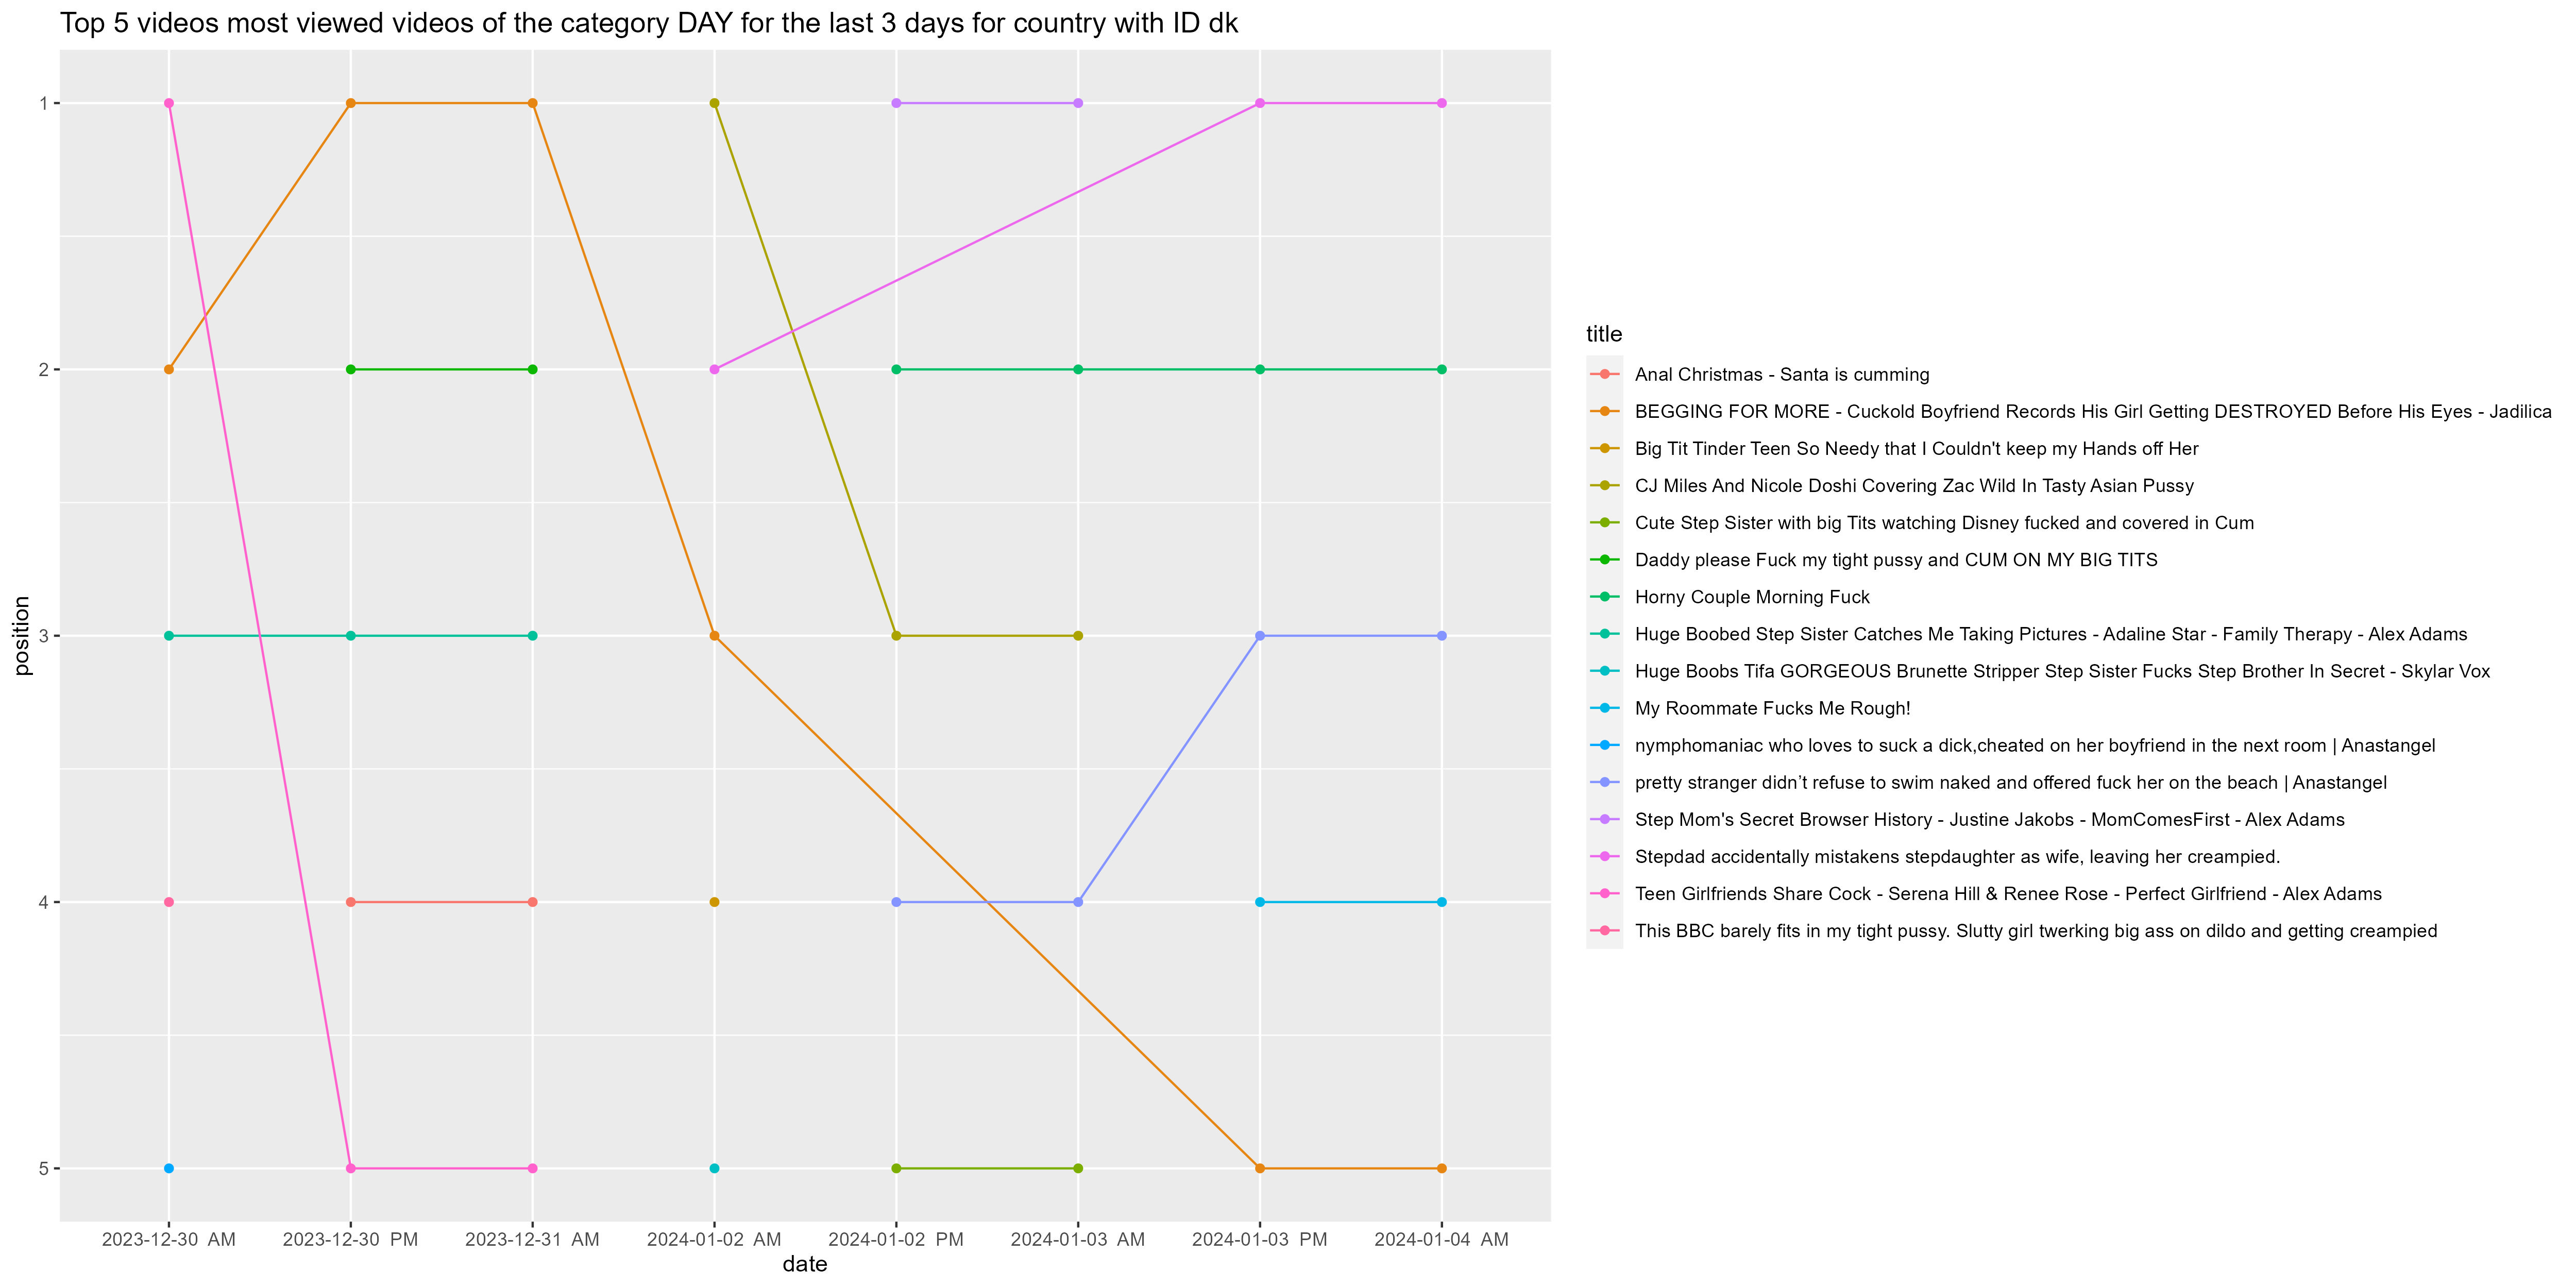 Top 5 videos most viewed videos of the category DAY for the last 3 days for country with ID dk
position
1
2
3
4
5
2023-12-30 AM
2023-12-30 PM
2023-12-31 AM
2024-01-02 AM
2024-01-02 PM
2024-01-03 AM
2024-01-03 PM
2024-01-04 AM
date
title
Anal Christmas - Santa is cumming
BEGGING FOR MORE - Cuckold Boyfriend Records His Girl Getting DESTROYED Before His Eyes - Jadilica
Big Tit Tinder Teen So Needy that I Couldn't keep my Hands off Her
CJ Miles And Nicole Doshi Covering Zac Wild In Tasty Asian Pussy
Cute Step Sister with big Tits watching Disney fucked and covered in Cum
Daddy please Fuck my tight pussy and CUM ON MY BIG TITS
Horny Couple Morning Fuck
Huge Boobed Step Sister Catches Me Taking Pictures - Adaline Star - Family Therapy - Alex Adams
Huge Boobs Tifa GORGEOUS Brunette Stripper Step Sister Fucks Step Brother In Secret - Skylar Vox
My Roommate Fucks Me Rough!
nymphomaniac who loves to suck a dick,cheated on her boyfriend in the next room | Anastangel
pretty stranger didn’t refuse to swim naked and offered fuck her on the beach | Anastangel
Step Mom's Secret Browser History - Justine Jakobs - MomComesFirst - Alex Adams
Stepdad accidentally mistakens stepdaughter as wife, leaving her creampied.
Teen Girlfriends Share Cock - Serena Hill & Renee Rose - Perfect Girlfriend - Alex Adams
This BBC barely fits in my tight pussy. Slutty girl twerking big ass on dildo and getting creampied